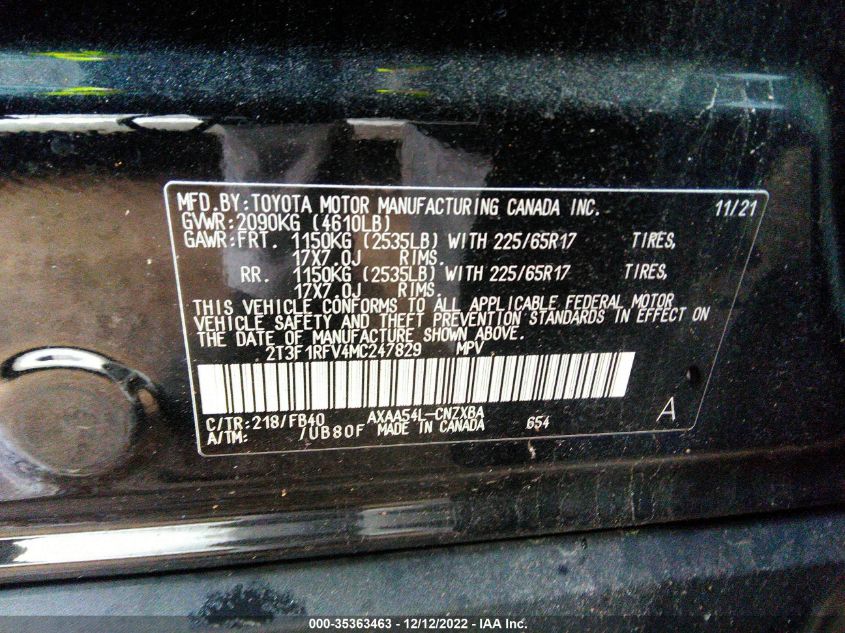 MFD.BY:TOYOTA MOTOR MANUFACTURING CANADA INC. 11/21
GVWR:2090KG (4610LB)
GAWR:FRT. 1150KG (2535LB) WITH 225/65R17 TIRES,
17X7.0J RIMS.
RR. 1150KG (2535LB) WITH 225/65R17 TIRES,
17X7.0J RIMS.
THIS VEHICLE CONFORMS TO ALL APPLICABLE FEDERAL MOTOR
VEHICLE SAFETY AND THEFT PREVENTION STANDARDS IN EFFECT ON
THE DATE OF MANUFACTURE SHOWN ABOVE.
2T3F1RFV4MC247829 MPV
C/TR:218/FB40 AXAA54L-CNZXBA 654 A
A/TM: /UB80F MADE IN CANADA
000-35363463 - 12/12/2022 - IAA Inc.